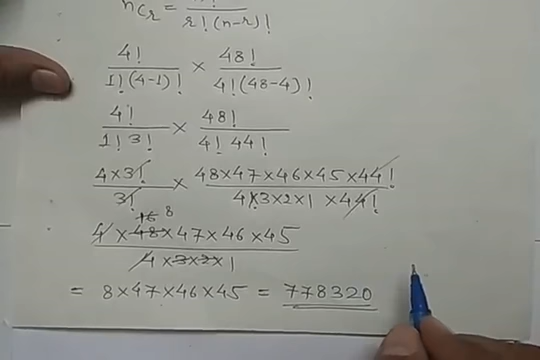 nCr = n! / r!(n-r)!
4! / 1!(4-1)! × 48! / 4!(48-4)!
4! / 1! 3! × 48! / 4! 44!
4×3! / 3! × 48×47×46×45×44! / 4×3×2×1 ×44!
16 8
4×48×47×46×45 / 4×3×2×1
= 8×47×46×45 = 778320